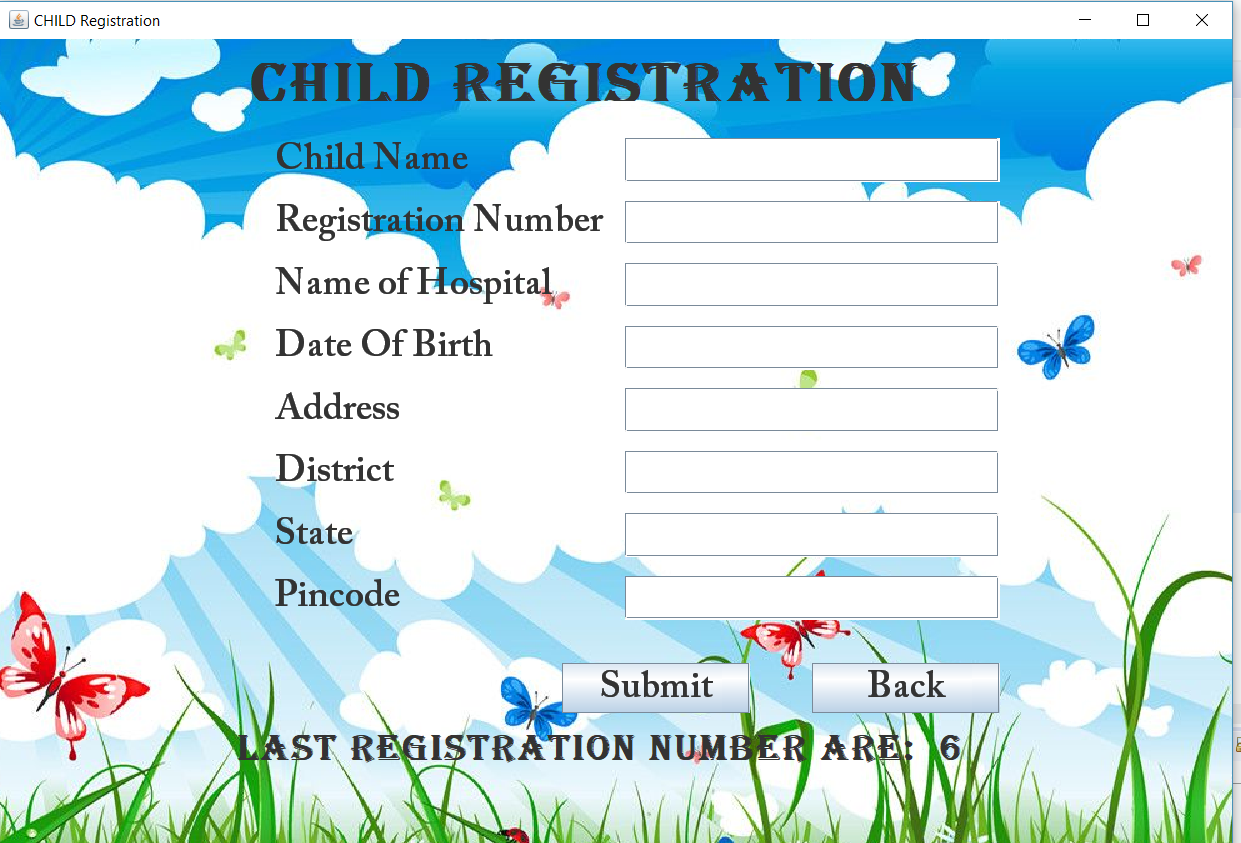 CHILD Registration
CHILD REGISTRATION
Child Name
Registration Number
Name of Hospital
Date Of Birth
Address
District
State
Pincode
Submit Back
LAST REGISTRATION NUMBER ARE: 6